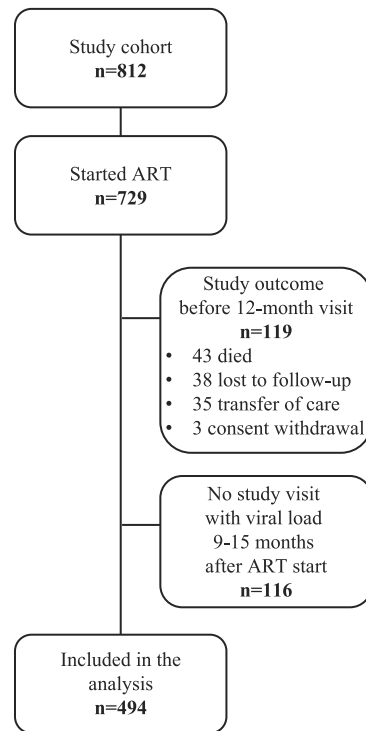 Study cohort
n=812
Started ART
n=729
Study outcome
before 12-month visit
n=119
• 43 died
• 38 lost to follow-up
• 35 transfer of care
• 3 consent withdrawal
No study visit
with viral load
9-15 months
after ART start
n=116
Included in the
analysis
n=494